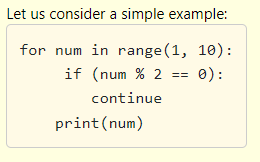 Let us consider a simple example:
for num in range(1, 10):
if (num % 2 == 0):
continue
print(num)